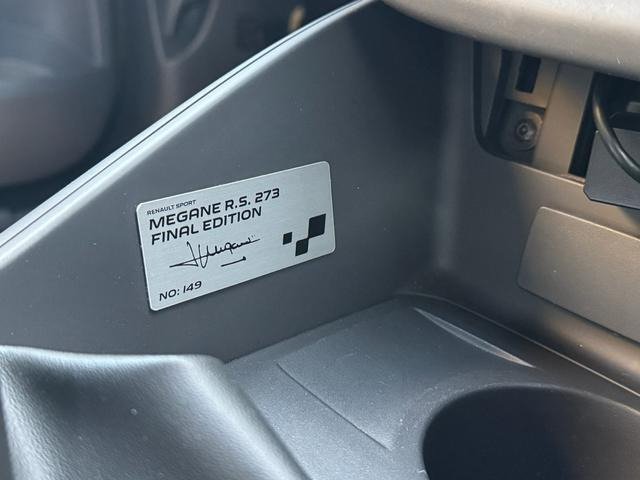 RENAULT SPORT
MEGANE R.S. 273
FINAL EDITION
NO: 149